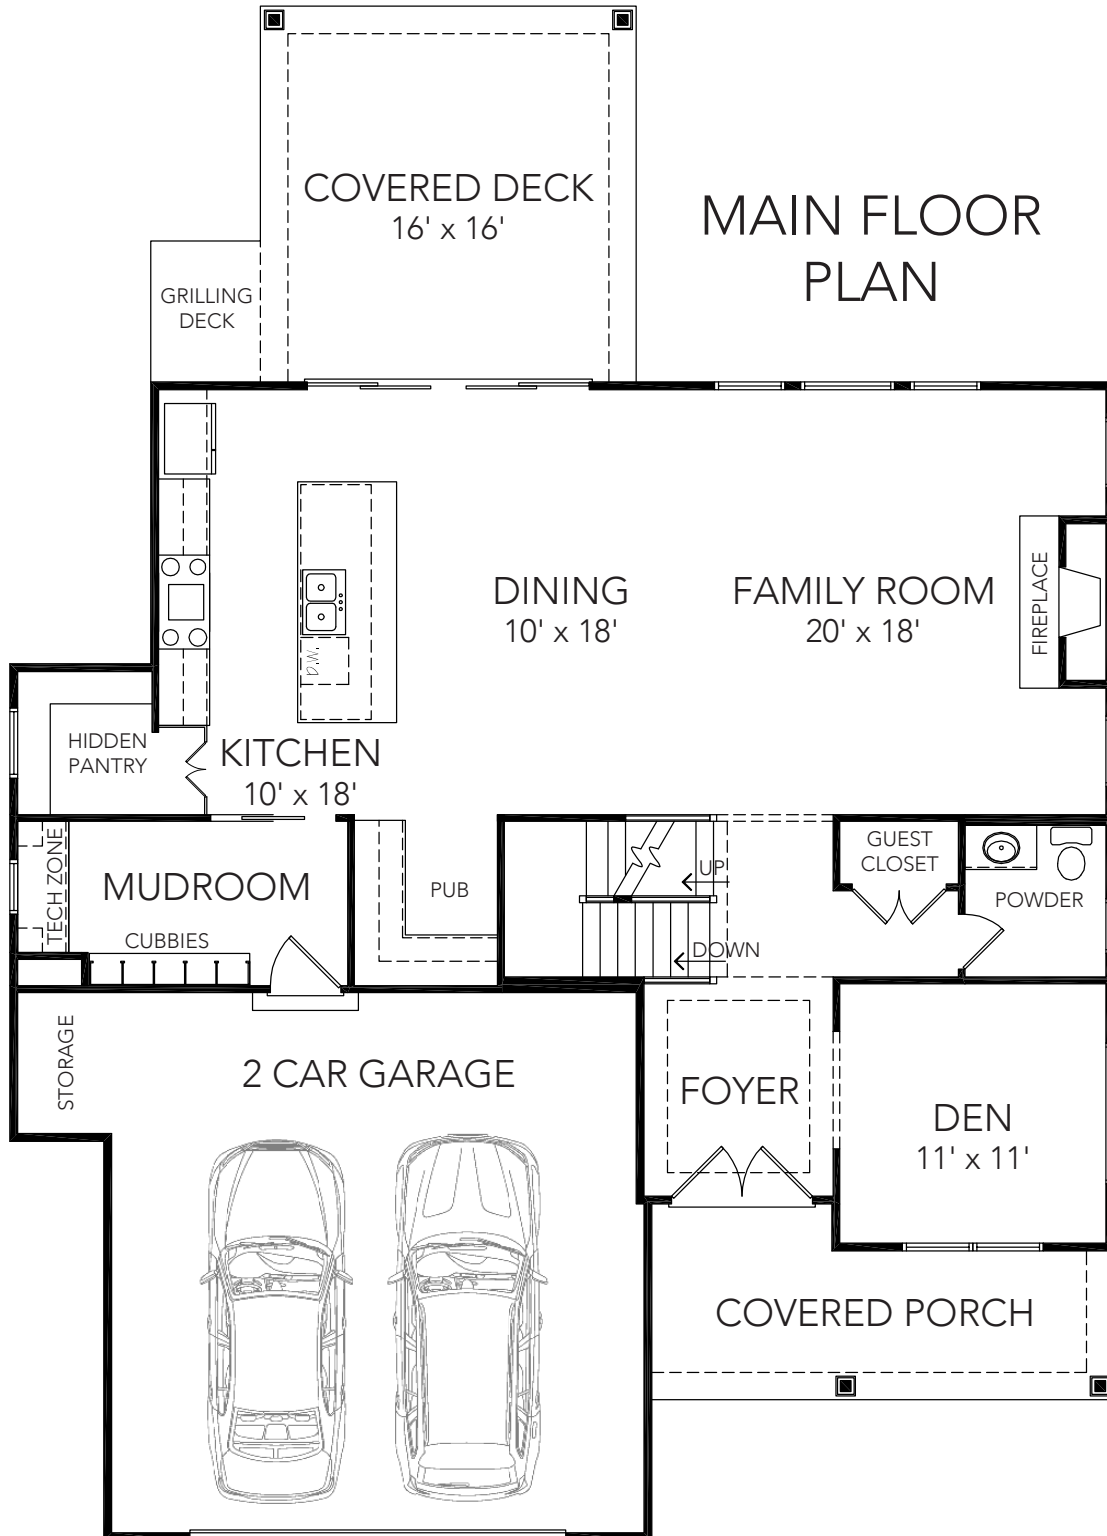 COVERED DECK
16' x 16'
MAIN FLOOR
PLAN
GRILLING
DECK
DINING
10' x 18'
FAMILY ROOM
20' x 18'
FIREPLACE
D.W.
HIDDEN
PANTRY
KITCHEN
10' x 18'
TECH ZONE
MUDROOM
CUBBIES
PUB
UP
DOWN
GUEST
CLOSET
POWDER
STORAGE
2 CAR GARAGE
FOYER
DEN
11' x 11'
COVERED PORCH